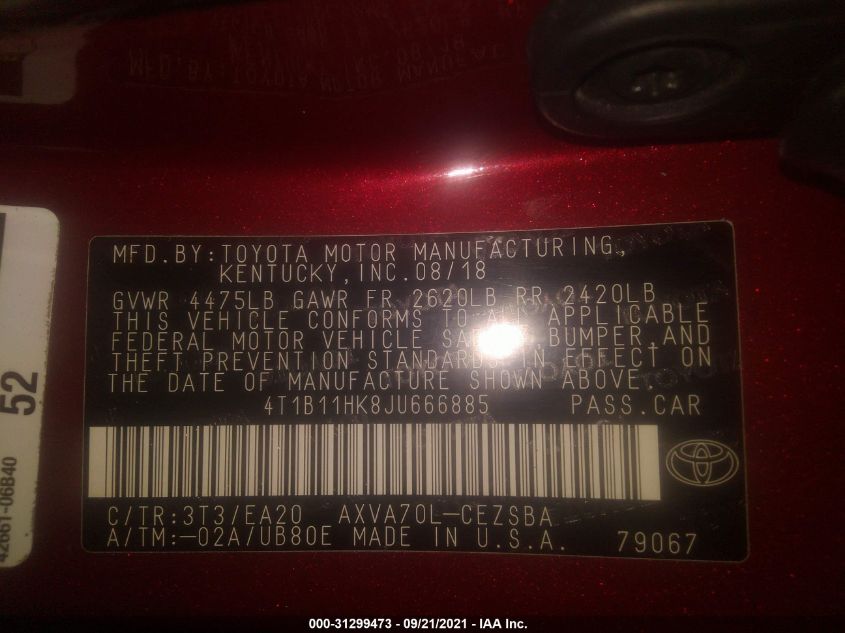 MFD.BY:TOYOTA MOTOR MANUFACTURING,
KENTUCKY,INC.08/18
GVWR 4475LB GAWR FR 2620LB RR 2420LB
THIS VEHICLE CONFORMS TO ALL APPLICABLE
FEDERAL MOTOR VEHICLE BUMPER,AND
THEFT PREVENTION STANDARDS IN EFFECT ON
THE DATE OF MANUFACTURE SHOWN ABOVE.
4T1B11HK8JU666885 PASS.CAR
C/TR:3T3/EA20 AXVA70L-CEZSBA
A/TM:-02A/UB80E MADE IN U.S.A. 79067
52
42661-06B40
000-31299473 - 09/21/2021 - IAA Inc.